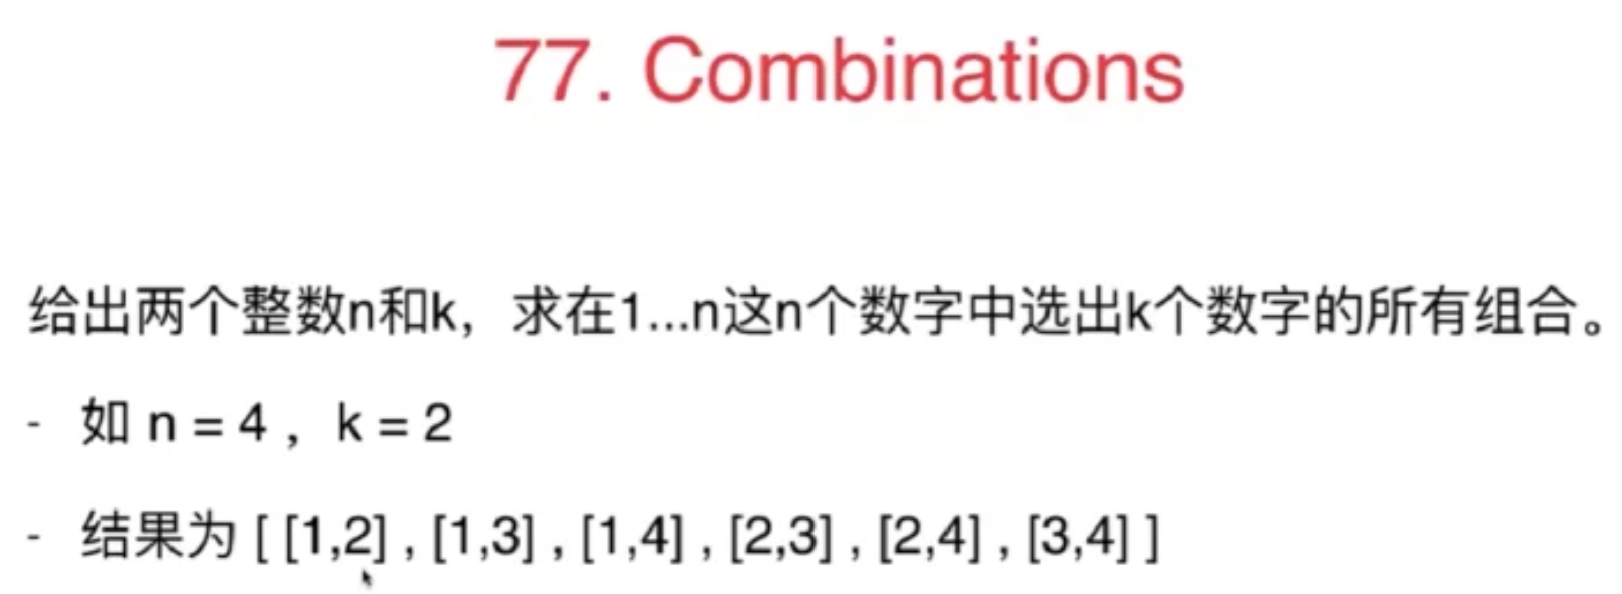 77. Combinations
给出两个整数n和k，求在1...n这n个数字中选出k个数字的所有组合。
- 如 n = 4 ，k = 2
- 结果为 [ [1,2] , [1,3] , [1,4] , [2,3] , [2,4] , [3,4] ]